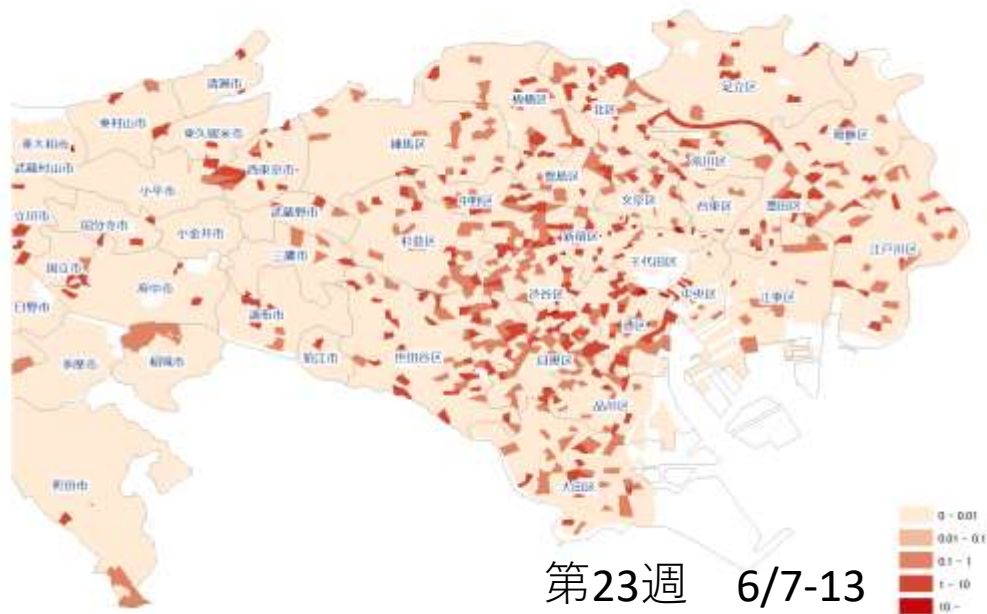 清瀬市
足立区
板橋区
北区
東村山市
東久留米市
葛飾区
東大和市
練馬区
荒川区
武蔵村山市
西東京市
豊島区
小平市
文京区
台東区
墨田区
中野区
立川市
国分寺市
武蔵野市
小金井市
杉並区
新宿区
三鷹市
江戸川区
千代田区
国立市
府中市
渋谷区
中央区
江東区
日野市
調布市
港区
狛江市
世田谷区
目黒区
多摩市
稲城市
品川区
町田市
大田区
0 - 0.01
0.01 - 0.1
0.1 - 1
1 - 10
10 -
第23週 6/7-13